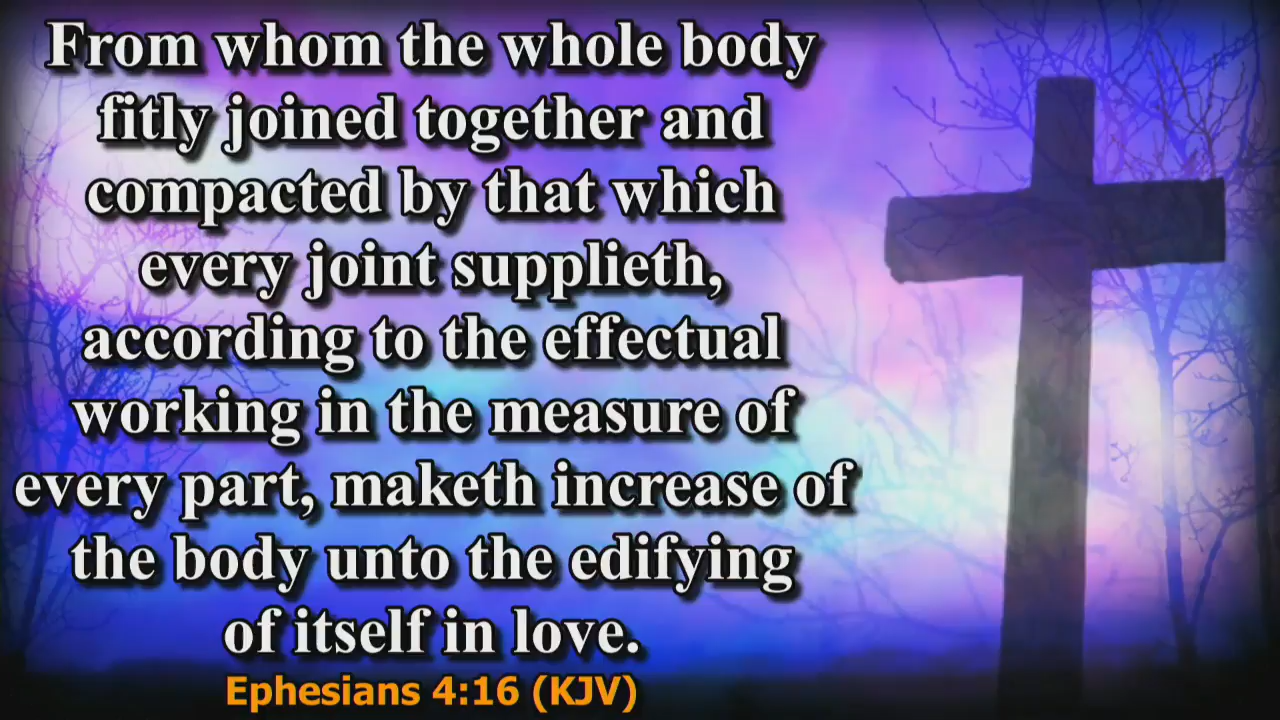 From whom the whole body
fitly joined together and
compacted by that which
every joint supplieth,
according to the effectual
working in the measure of
every part, maketh increase of
the body unto the edifying
of itself in love.
Ephesians 4:16 (KJV)